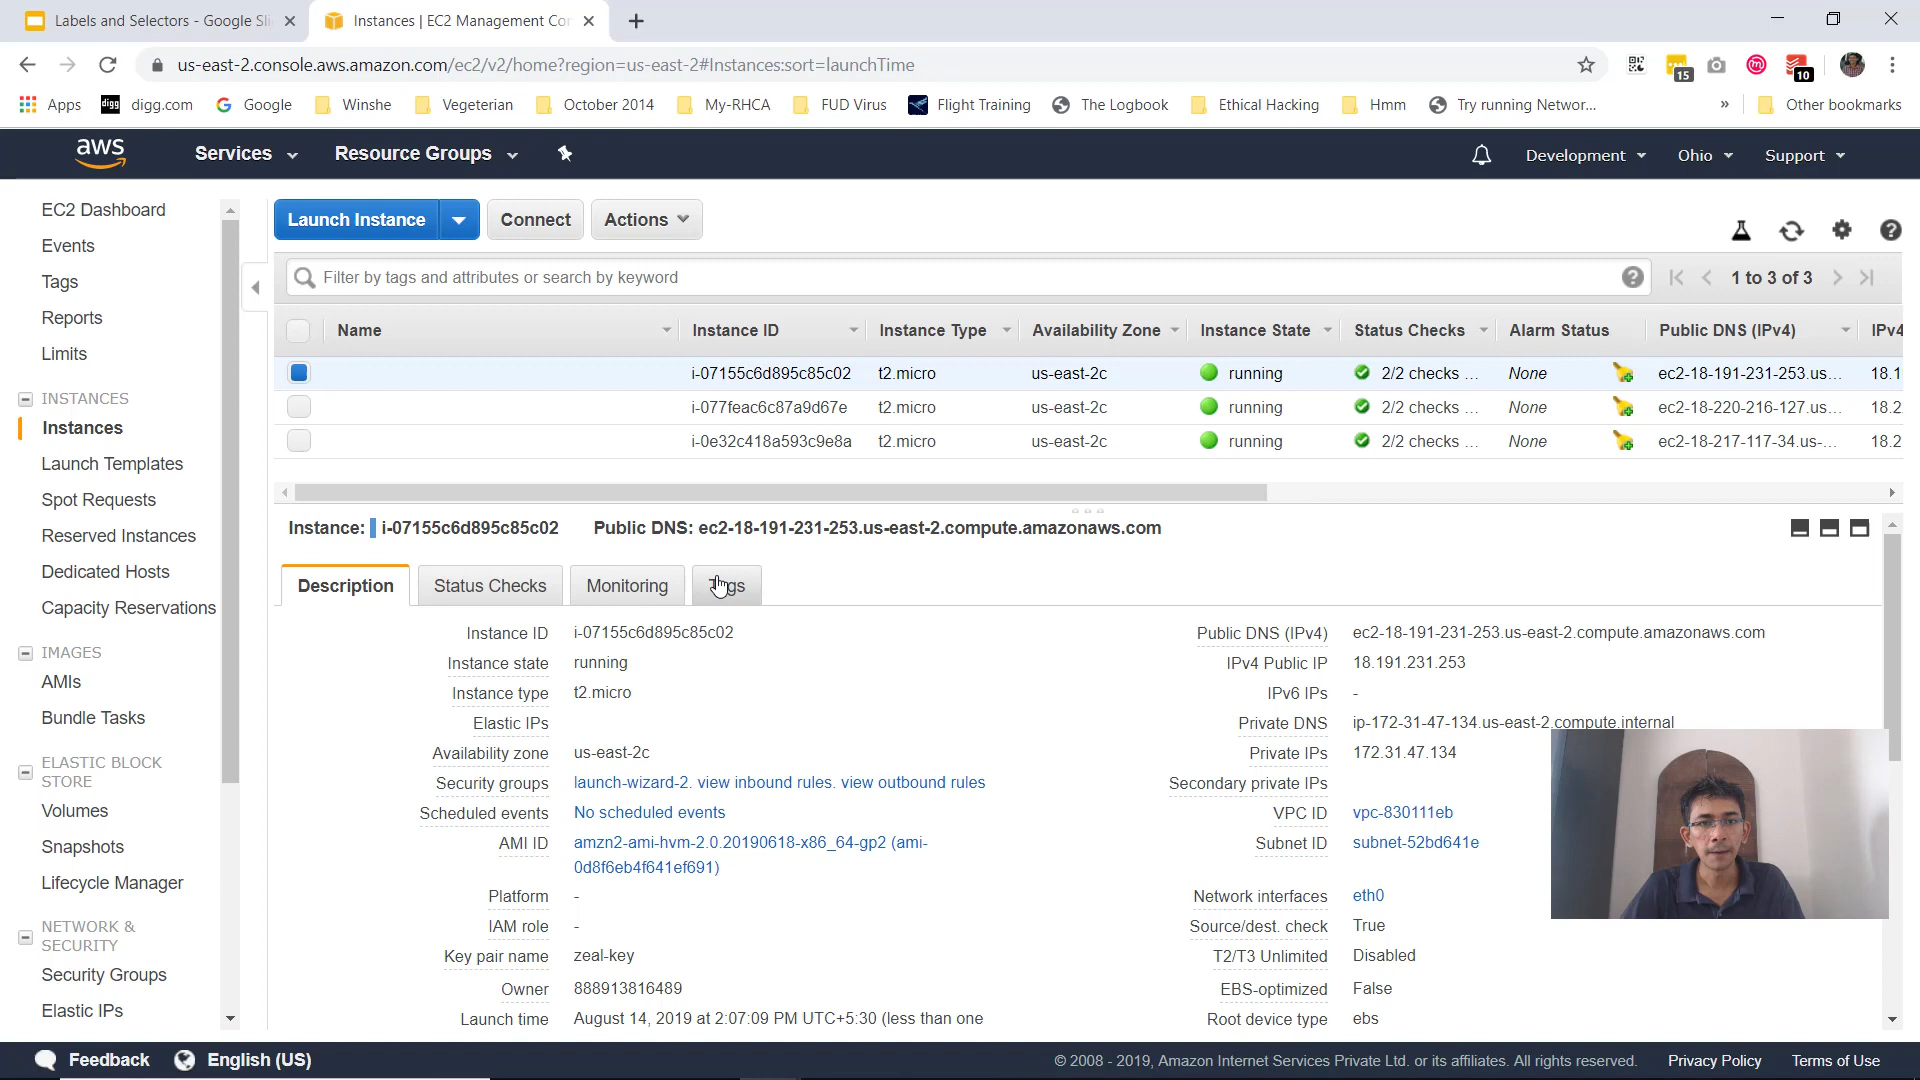 Labels and Selectors - Google Sli
Instances | EC2 Management Con
us-east-2.console.aws.amazon.com/ec2/v2/home?region=us-east-2#Instances:sort=launchTime
15
10
Apps
digg
digg.com
Google
Winshe
Vegeterian
October 2014
My-RHCA
FUD Virus
Flight Training
The Logbook
Ethical Hacking
Hmm
Try running Networ...
»
Other bookmarks
aws
Services
Resource Groups
Development
Ohio
Support
EC2 Dashboard
Events
Tags
Reports
Limits
INSTANCES
Instances
Launch Templates
Spot Requests
Reserved Instances
Dedicated Hosts
Capacity Reservations
IMAGES
AMIs
Bundle Tasks
ELASTIC BLOCK
STORE
Volumes
Snapshots
Lifecycle Manager
NETWORK &
SECURITY
Security Groups
Elastic IPs
Launch Instance
Connect
Actions
Filter by tags and attributes or search by keyword
1 to 3 of 3
Name Instance ID Instance Type Availability Zone Instance State Status Checks Alarm Status Public DNS (IPv4) IPv4
i-07155c6d895c85c02 t2.micro us-east-2c running 2/2 checks ... None ec2-18-191-231-253.us... 18.1
i-077feac6c87a9d67e t2.micro us-east-2c running 2/2 checks ... None ec2-18-220-216-127.us... 18.2
i-0e32c418a593c9e8a t2.micro us-east-2c running 2/2 checks ... None ec2-18-217-117-34.us-... 18.2
Instance: i-07155c6d895c85c02 Public DNS: ec2-18-191-231-253.us-east-2.compute.amazonaws.com
Description
Status Checks
Monitoring
Tags
Instance ID i-07155c6d895c85c02
Instance state running
Instance type t2.micro
Elastic IPs
Availability zone us-east-2c
Security groups launch-wizard-2. view inbound rules. view outbound rules
Scheduled events No scheduled events
AMI ID amzn2-ami-hvm-2.0.20190618-x86_64-gp2 (ami-
0d8f6eb4f641ef691)
Platform -
IAM role -
Key pair name zeal-key
Owner 888913816489
Launch time August 14, 2019 at 2:07:09 PM UTC+5:30 (less than one
Public DNS (IPv4) ec2-18-191-231-253.us-east-2.compute.amazonaws.com
IPv4 Public IP 18.191.231.253
IPv6 IPs -
Private DNS ip-172-31-47-134.us-east-2.compute.internal
Private IPs 172.31.47.134
Secondary private IPs
VPC ID vpc-830111eb
Subnet ID subnet-52bd641e
Network interfaces eth0
Source/dest. check True
T2/T3 Unlimited Disabled
EBS-optimized False
Root device type ebs
Feedback
English (US)
© 2008 - 2019, Amazon Internet Services Private Ltd. or its affiliates. All rights reserved.
Privacy Policy
Terms of Use